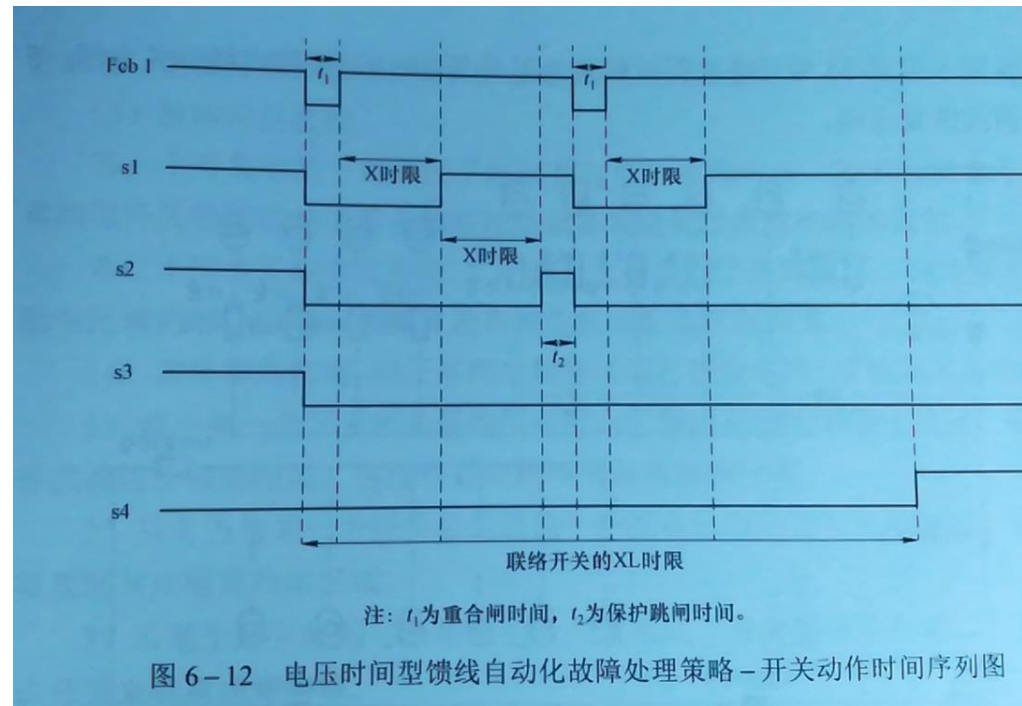 Fcb 1
t₁
t₁
s1
X时限
X时限
X时限
s2
t₂
s3
s4
联络开关的XL时限
注：t₁为重合闸时间，t₂为保护跳闸时间。
图 6-12 电压时间型馈线自动化故障处理策略-开关动作时间序列图